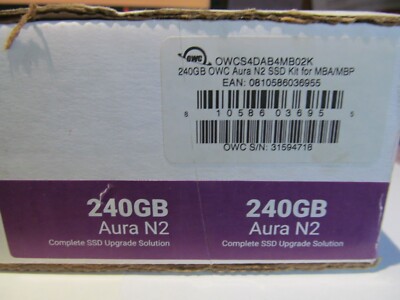 OWC
OWCS4DAB4MB02K
240GB OWC Aura N2 SSD Kit for MBA/MBP
EAN: 0810586036955
8 10586 03695 5
OWC S/N: 31594718
240GB
Aura N2
Complete SSD Upgrade Solution
240GB
Aura N2
Complete SSD Upgrade Solution